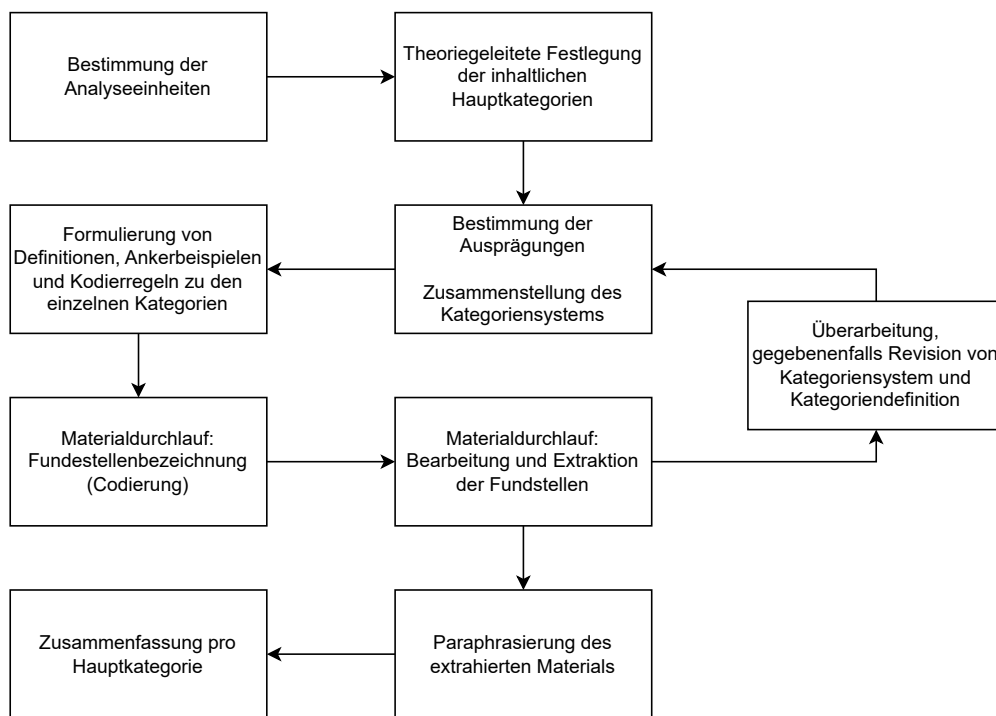 Bestimmung der
Analyseeinheiten
Theoriegeleitete Festlegung
der inhaltlichen
Hauptkategorien
Bestimmung der
Ausprägungen
Zusammenstellung des
Kategoriensystems
Formulierung von
Definitionen, Ankerbeispielen
und Kodierregeln zu den
einzelnen Kategorien
Materialdurchlauf:
Fundestellenbezeichnung
(Codierung)
Materialdurchlauf:
Bearbeitung und Extraktion
der Fundstellen
Überarbeitung,
gegebenenfalls Revision von
Kategoriensystem und
Kategoriendefinition
Paraphrasierung des
extrahierten Materials
Zusammenfassung pro
Hauptkategorie